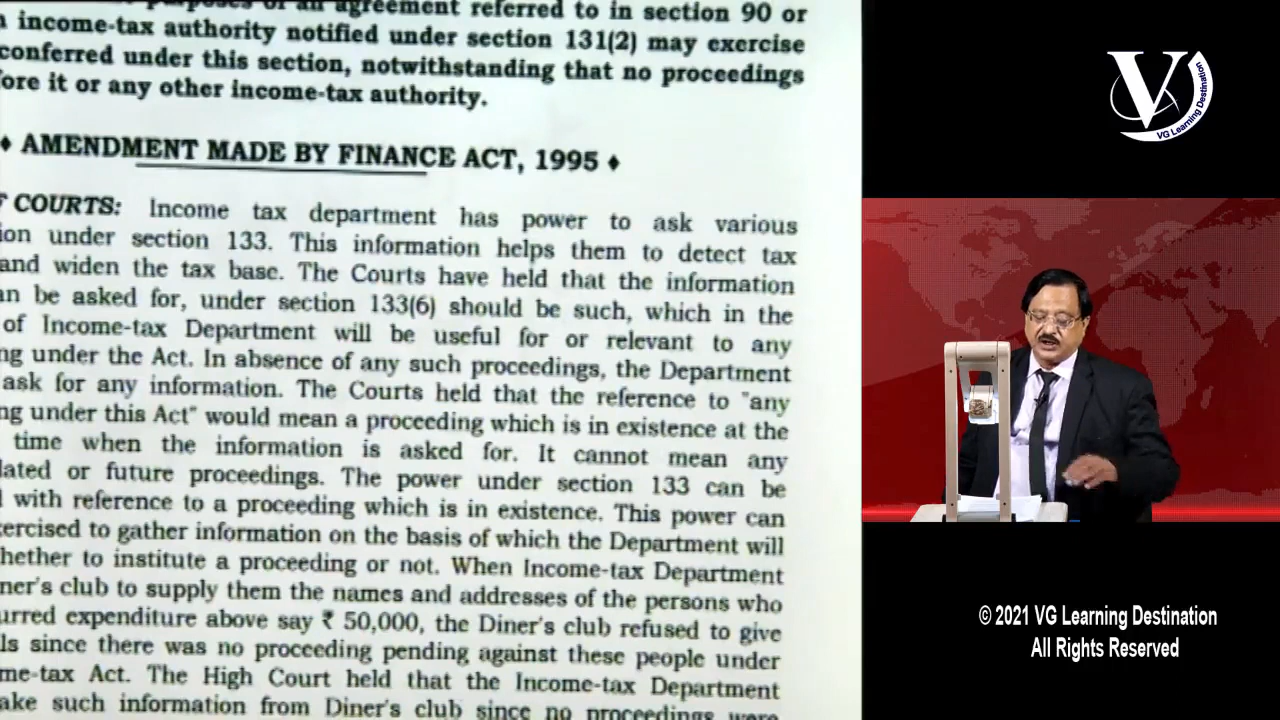 purposes of an agreement referred to in section 90 or
income-tax authority notified under section 131(2) may exercise
conferred under this section, notwithstanding that no proceedings
ore it or any other income-tax authority.
♦ AMENDMENT MADE BY FINANCE ACT, 1995 ♦
COURTS: Income tax department has power to ask various
ion under section 133. This information helps them to detect tax
and widen the tax base. The Courts have held that the information
an be asked for, under section 133(6) should be such, which in the
of Income-tax Department will be useful for or relevant to any
ng under the Act. In absence of any such proceedings, the Department
ask for any information. The Courts held that the reference to "any
ng under this Act" would mean a proceeding which is in existence at the
time when the information is asked for. It cannot mean any
lated or future proceedings. The power under section 133 can be
with reference to a proceeding which is in existence. This power can
ercised to gather information on the basis of which the Department will
hether to institute a proceeding or not. When Income-tax Department
ner's club to supply them the names and addresses of the persons who
urred expenditure above say ₹ 50,000, the Diner's club refused to give
ls since there was no proceeding pending against these people under
me-tax Act. The High Court held that the Income-tax Department
ake such information from Diner's club since no proceedings were
V
VG Learning Destination
© 2021 VG Learning Destination
All Rights Reserved